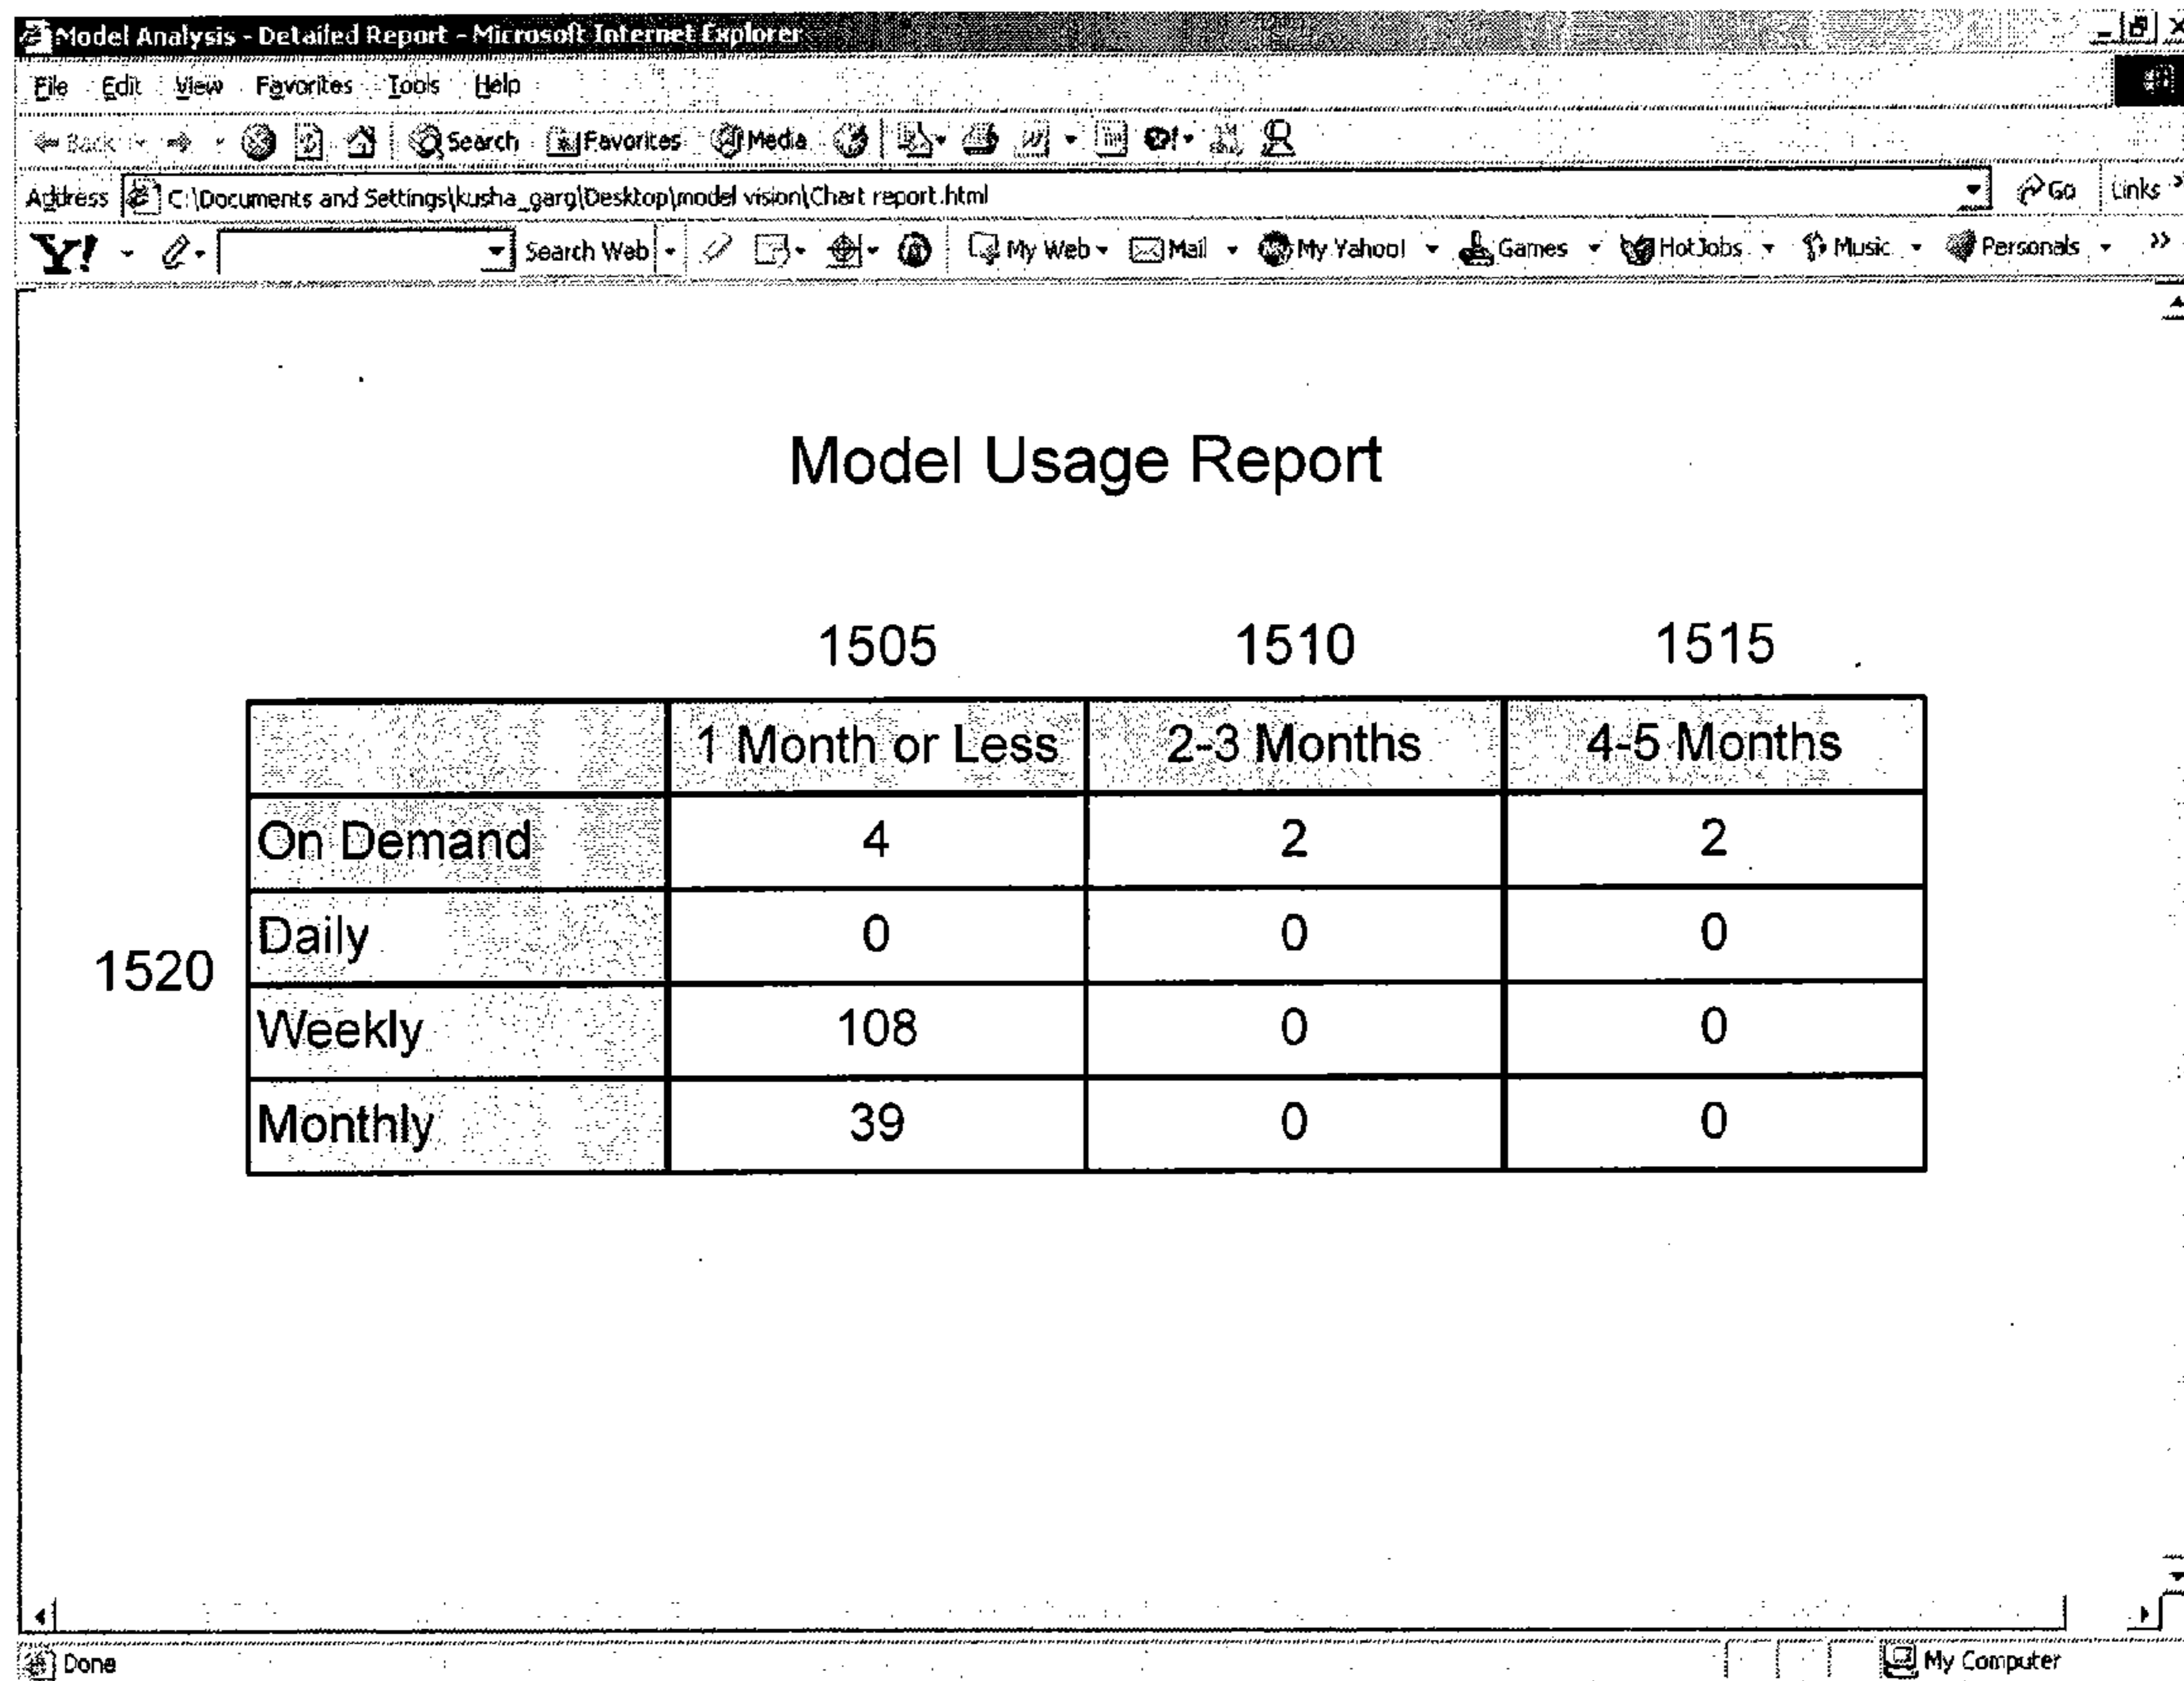 Model Analysis - Detailed Report - Microsoft Internet Explorer
File Edit View Favorites Tools Help
Back Search Favorites Media
Address C:\Documents and Settings\kusha_garg\Desktop\model vision\Chart report.html Go Links »
Y! Search Web My Web Mail My Yahoo! Games HotJobs Music Personals »
Model Usage Report
1505 1510 1515
1 Month or Less 2-3 Months 4-5 Months
On Demand 4 2 2
Daily 0 0 0
1520
Weekly 108 0 0
Monthly 39 0 0
Done My Computer